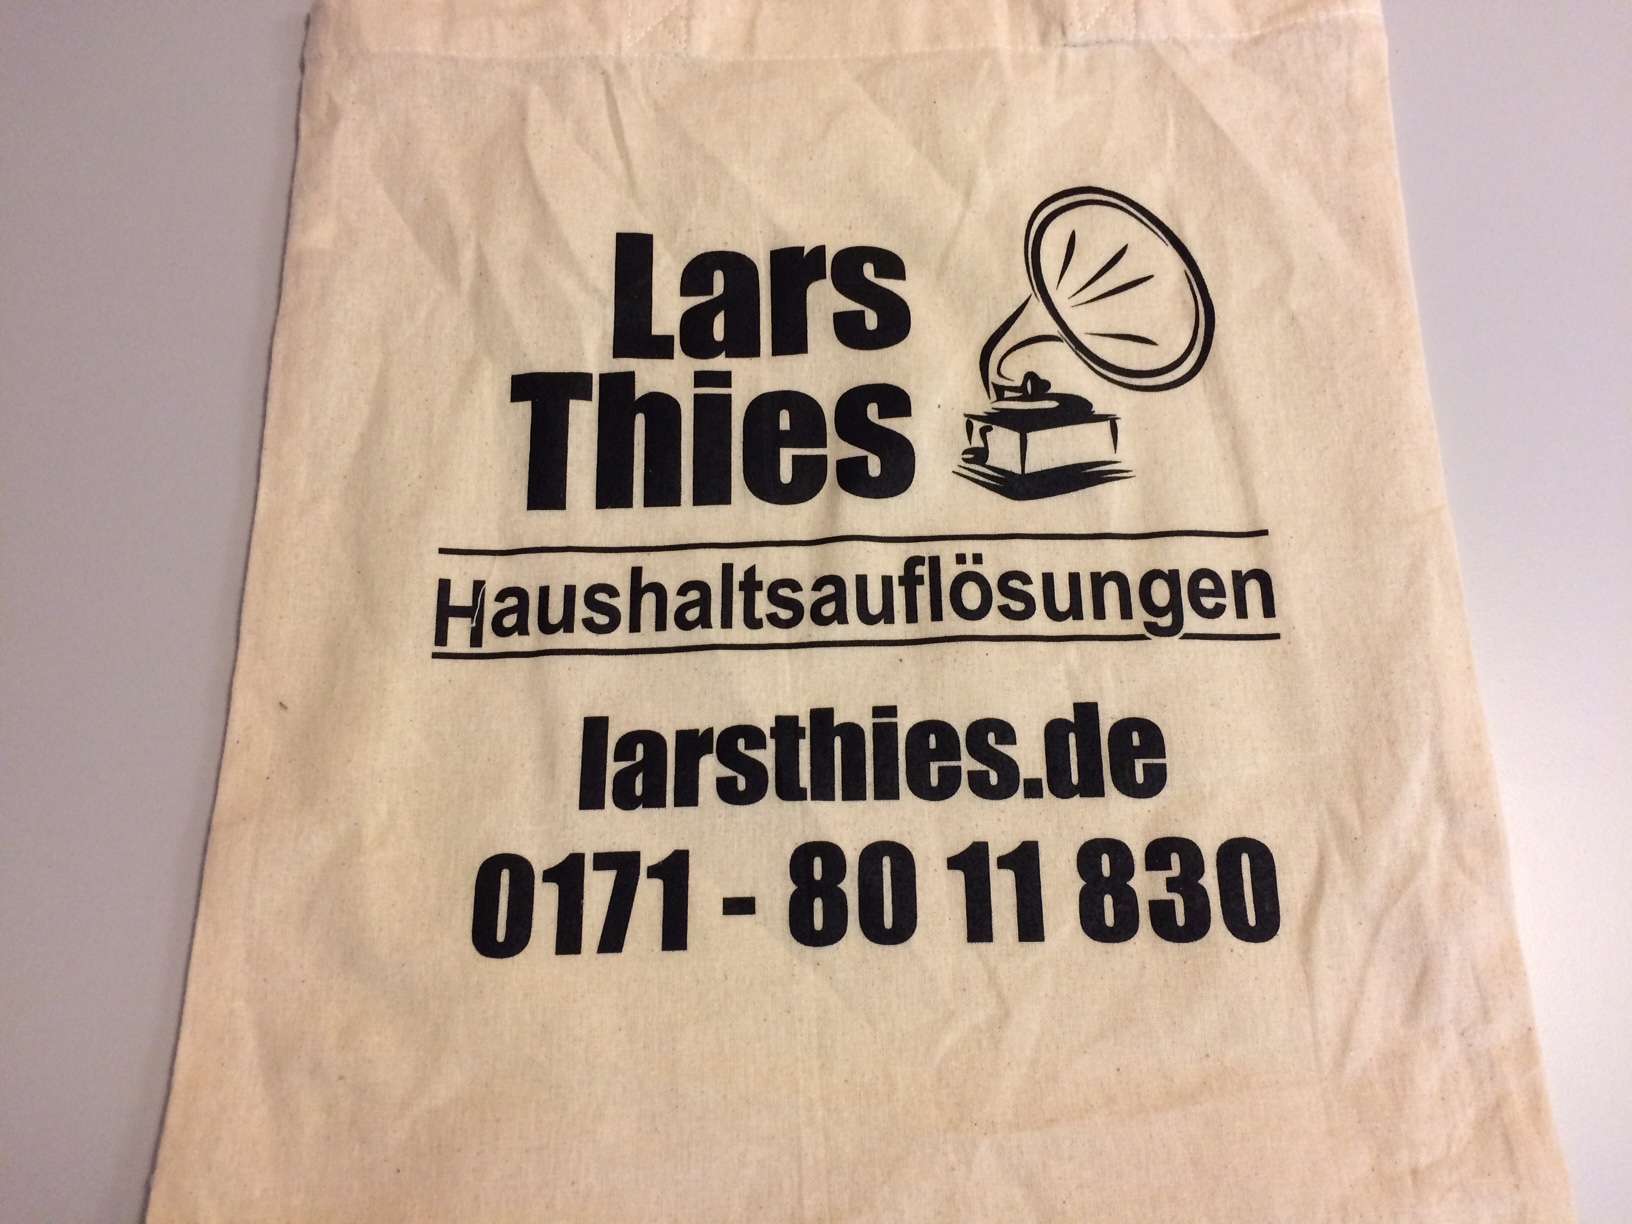 Lars
Thies
Haushaltsauflösungen
larsthies.de
0171 - 80 11 830